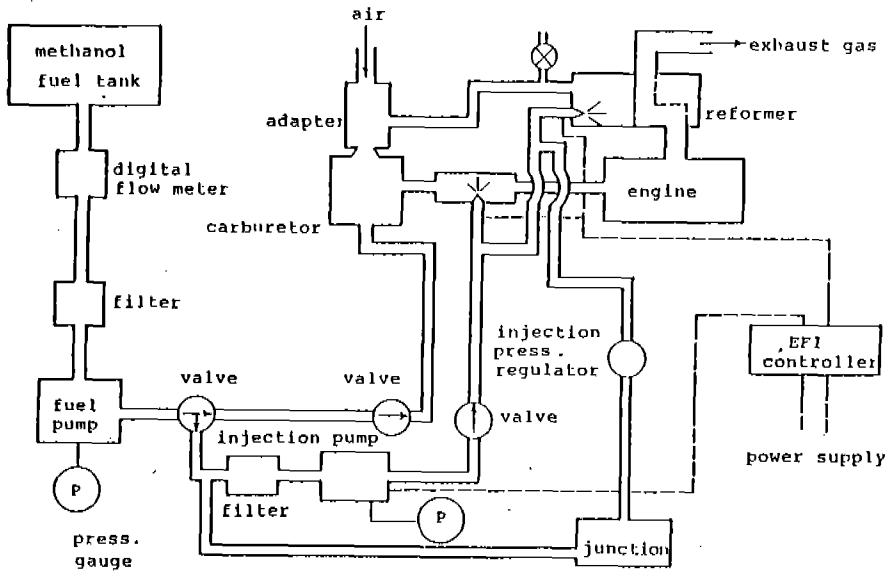 air
methanol
fuel tank
exhaust gas
adapter
reformer
digital
flow meter
engine
carburetor
filter
injection
press.
regulator
EFI
controller
valve
valve
fuel
pump
valve
injection pump
power supply
P
filter
P
press.
gauge
junction